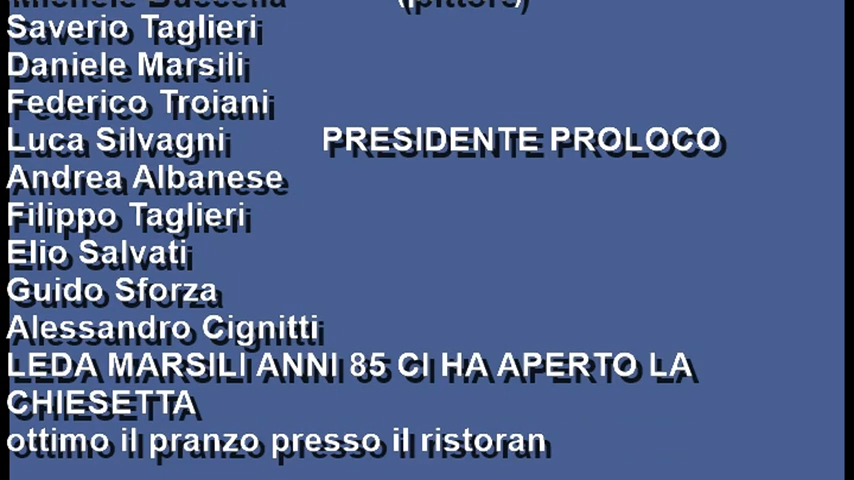 Saverio Taglieri
Daniele Marsili
Federico Troiani
Luca Silvagni PRESIDENTE PROLOCO
Andrea Albanese
Filippo Taglieri
Elio Salvati
Guido Sforza
Alessandro Cignitti
LEDA MARSILI ANNI 85 CI HA APERTO LA
CHIESETTA
ottimo il pranzo presso il ristoran